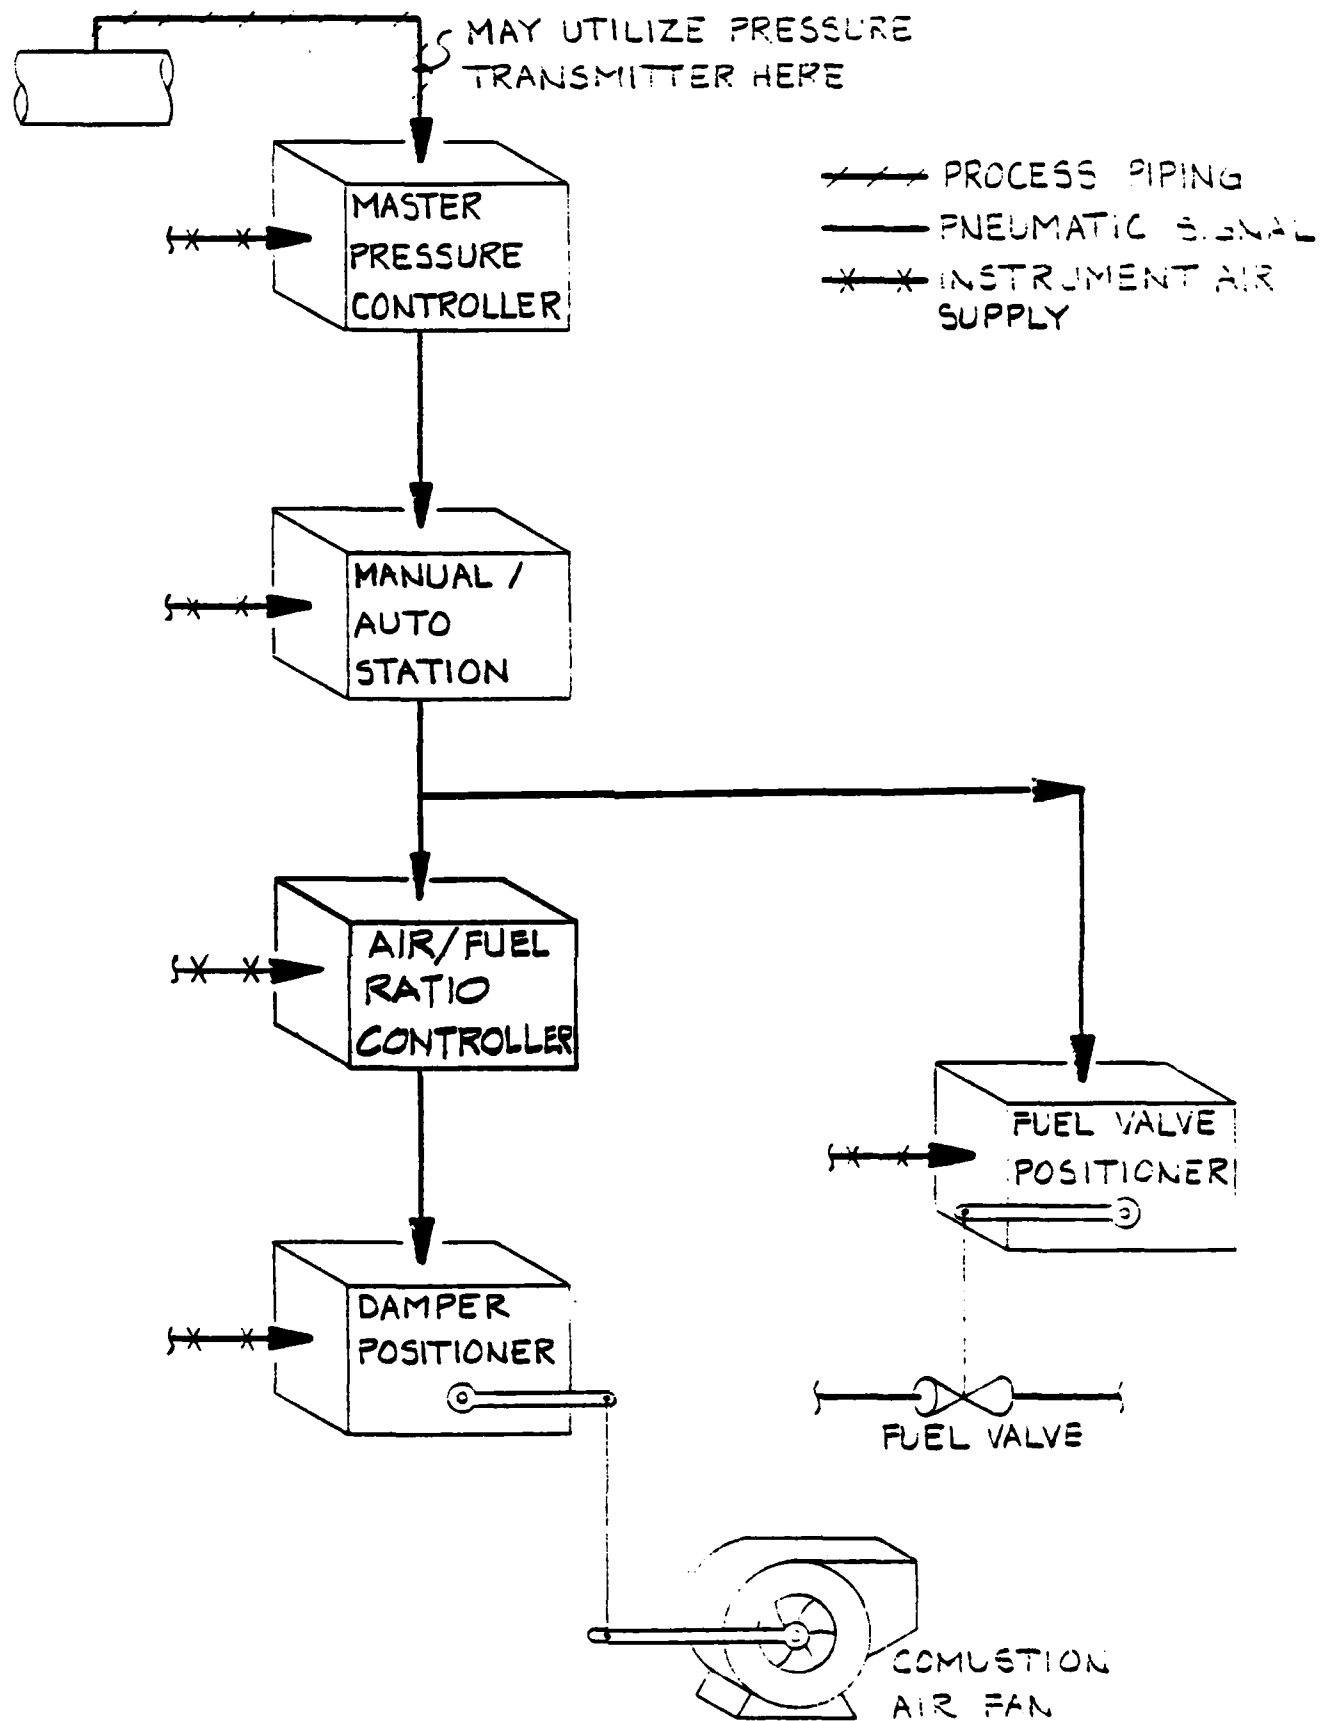 MAY UTILIZE PRESSURE
TRANSMITTER HERE
PROCESS PIPING
PNEUMATIC SIGNAL
INSTRUMENT AIR
SUPPLY
MASTER
PRESSURE
CONTROLLER
MANUAL /
AUTO
STATION
AIR/FUEL
RATIO
CONTROLLER
FUEL VALVE
POSITIONER
DAMPER
POSITIONER
FUEL VALVE
COMUSTION
AIR FAN